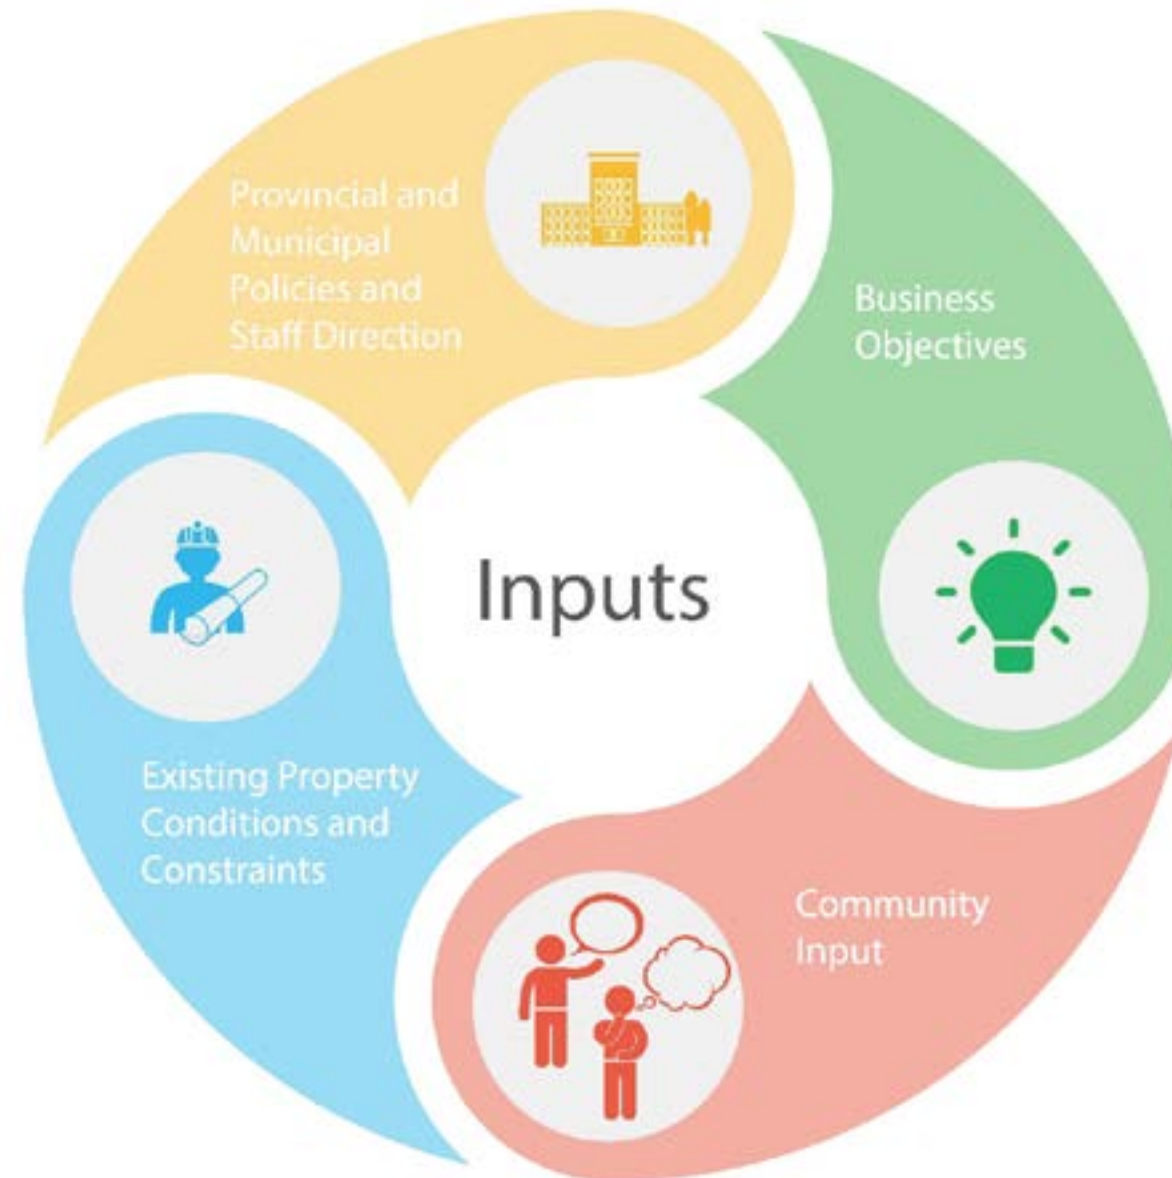 Provincial and
Municipal
Policies and
Staff Direction
Business
Objectives
Inputs
Existing Property
Conditions and
Constraints
Community
Input